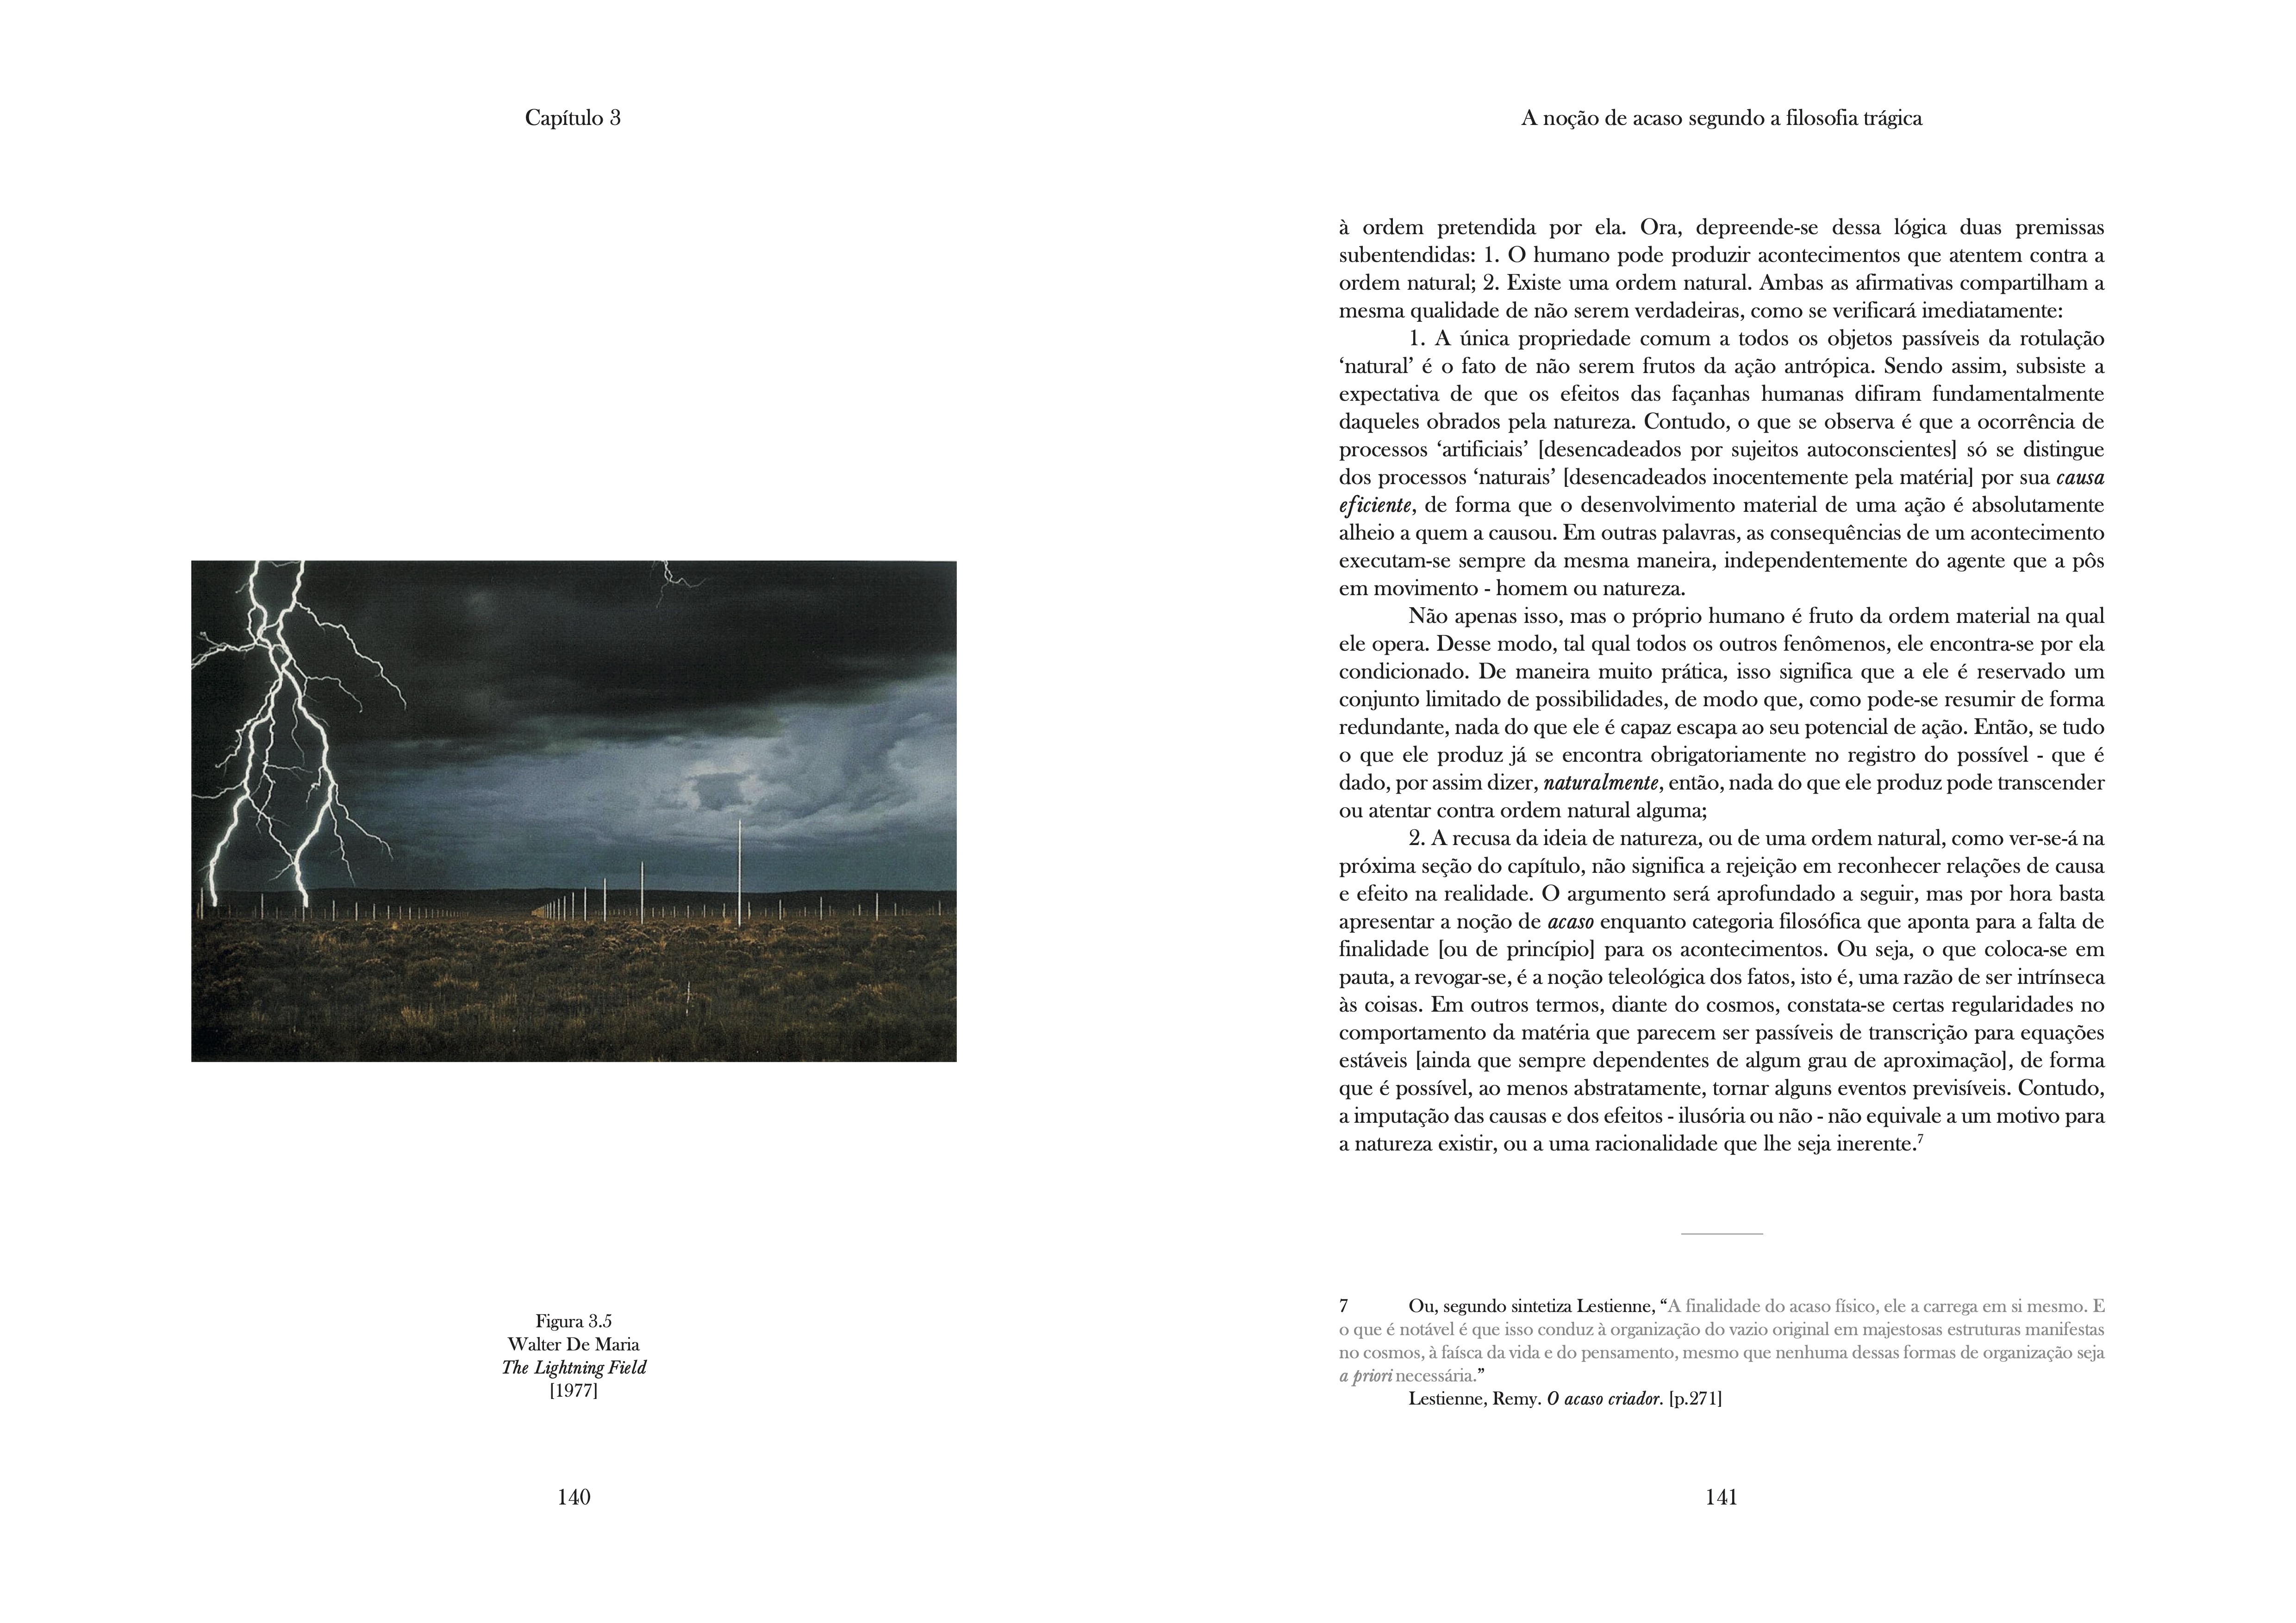 Capítulo 3
Figura 3.5
Walter De Maria
The Lightning Field
[1977]
140
A noção de acaso segundo a filosofia trágica
à ordem pretendida por ela. Ora, depreende-se dessa lógica duas premissas
subentendidas: 1. O humano pode produzir acontecimentos que atentem contra a
ordem natural; 2. Existe uma ordem natural. Ambas as afirmativas compartilham a
mesma qualidade de não serem verdadeiras, como se verificará imediatamente:
1. A única propriedade comum a todos os objetos passíveis da rotulação
‘natural’ é o fato de não serem frutos da ação antrópica. Sendo assim, subsiste a
expectativa de que os efeitos das façanhas humanas difiram fundamentalmente
daqueles obrados pela natureza. Contudo, o que se observa é que a ocorrência de
processos ‘artificiais’ [desencadeados por sujeitos autoconscientes] só se distingue
dos processos ‘naturais’ [desencadeados inocentemente pela matéria] por sua causa
eficiente, de forma que o desenvolvimento material de uma ação é absolutamente
alheio a quem a causou. Em outras palavras, as consequências de um acontecimento
executam-se sempre da mesma maneira, independentemente do agente que a pôs
em movimento - homem ou natureza.
Não apenas isso, mas o próprio humano é fruto da ordem material na qual
ele opera. Desse modo, tal qual todos os outros fenômenos, ele encontra-se por ela
condicionado. De maneira muito prática, isso significa que a ele é reservado um
conjunto limitado de possibilidades, de modo que, como pode-se resumir de forma
redundante, nada do que ele é capaz escapa ao seu potencial de ação. Então, se tudo
o que ele produz já se encontra obrigatoriamente no registro do possível - que é
dado, por assim dizer, naturalmente, então, nada do que ele produz pode transcender
ou atentar contra ordem natural alguma;
2. A recusa da ideia de natureza, ou de uma ordem natural, como ver-se-á na
próxima seção do capítulo, não significa a rejeição em reconhecer relações de causa
e efeito na realidade. O argumento será aprofundado a seguir, mas por hora basta
apresentar a noção de acaso enquanto categoria filosófica que aponta para a falta de
finalidade [ou de princípio] para os acontecimentos. Ou seja, o que coloca-se em
pauta, a revogar-se, é a noção teleológica dos fatos, isto é, uma razão de ser intrínseca
às coisas. Em outros termos, diante do cosmos, constata-se certas regularidades no
comportamento da matéria que parecem ser passíveis de transcrição para equações
estáveis [ainda que sempre dependentes de algum grau de aproximação], de forma
que é possível, ao menos abstratamente, tornar alguns eventos previsíveis. Contudo,
a imputação das causas e dos efeitos - ilusória ou não - não equivale a um motivo para
a natureza existir, ou a uma racionalidade que lhe seja inerente.⁷
7 Ou, segundo sintetiza Lestienne, “A finalidade do acaso físico, ele a carrega em si mesmo. E
o que é notável é que isso conduz à organização do vazio original em majestosas estruturas manifestas
no cosmos, à faísca da vida e do pensamento, mesmo que nenhuma dessas formas de organização seja
a priori necessária.”
Lestienne, Remy. O acaso criador. [p.271]
141